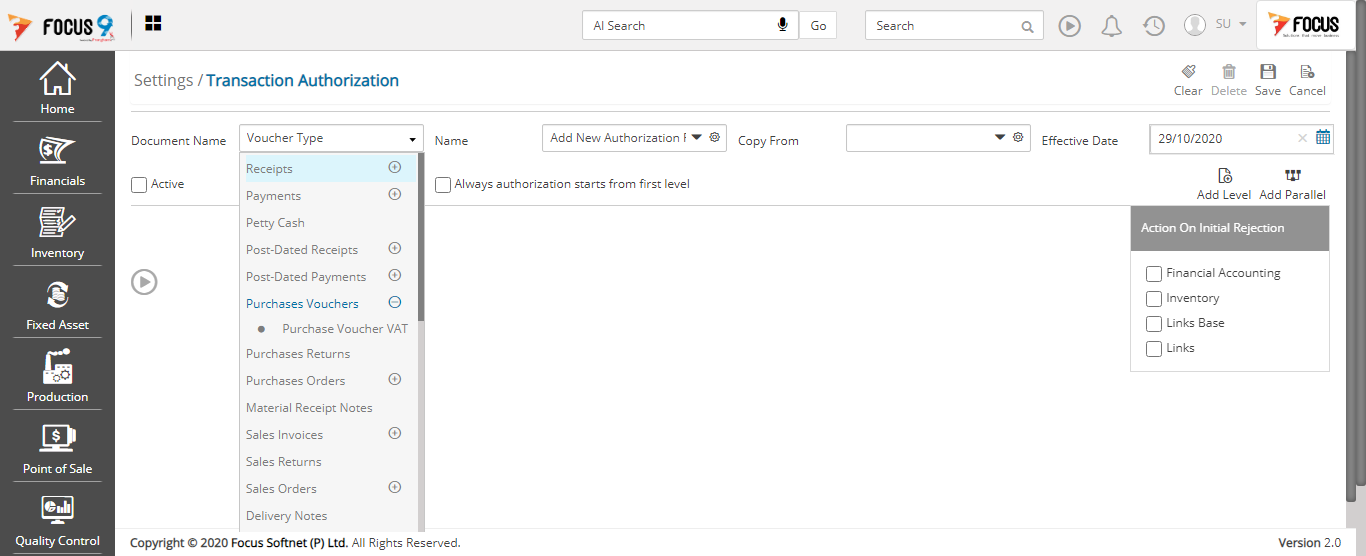 FOCUS 9
AI Search
Go
Search
SU
FOCUS
Home
Financials
Inventory
Fixed Asset
Production
Point of Sale
Quality Control
Settings / Transaction Authorization
Clear
Delete
Save
Cancel
Document Name
Voucher Type
Name
Add New Authorization
Copy From
Effective Date
29/10/2020
Active
Always authorization starts from first level
Add Level
Add Parallel
Receipts
Payments
Petty Cash
Post-Dated Receipts
Post-Dated Payments
Purchases Vouchers
Purchase Voucher VAT
Purchases Returns
Purchases Orders
Material Receipt Notes
Sales Invoices
Sales Returns
Sales Orders
Delivery Notes
Action On Initial Rejection
Financial Accounting
Inventory
Links Base
Links
Copyright © 2020 Focus Softnet (P) Ltd. All Rights Reserved.
Version 2.0